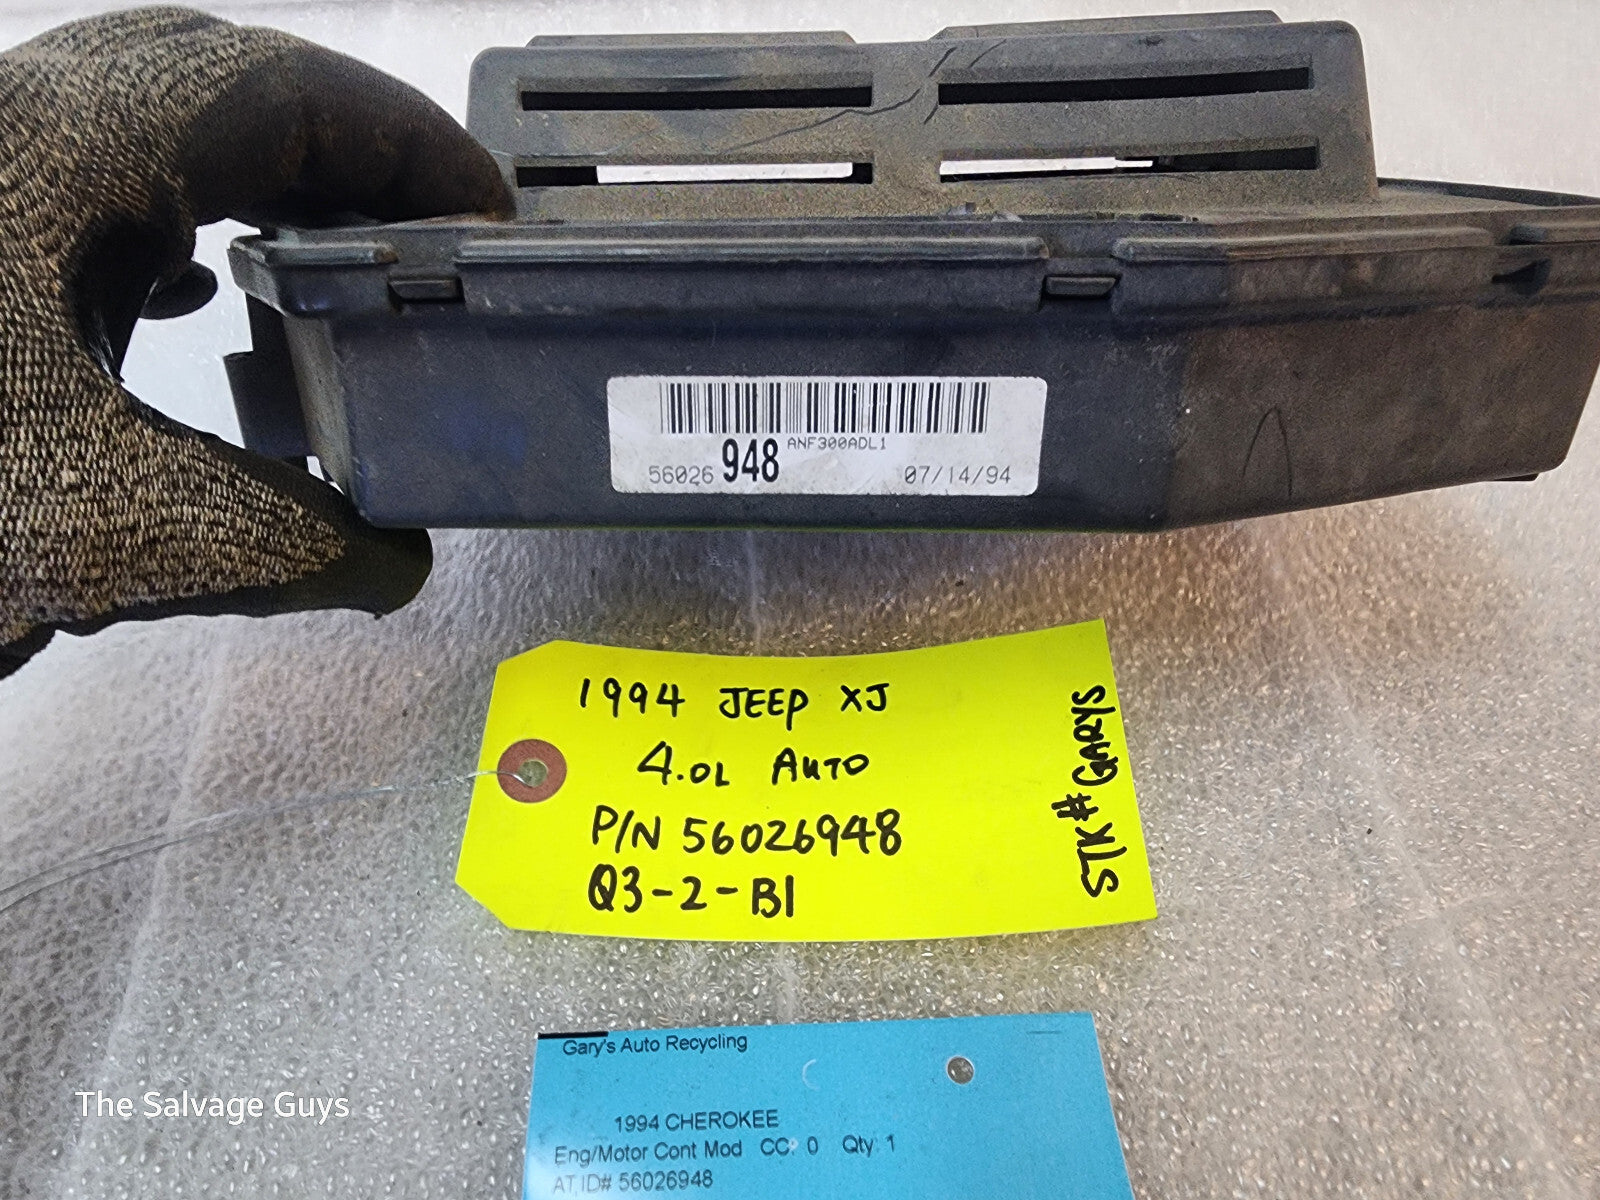 ANF300ADL1
56026 948 07/14/94
1994 JEEP XJ
4.0L AUTO
P/N 56026948
Q3-2-B1
STK# GARYS
Gary's Auto Recycling
1994 CHEROKEE
Eng/Motor Cont Mod CC: 0 Qty 1
AT,ID# 56026948
The Salvage Guys